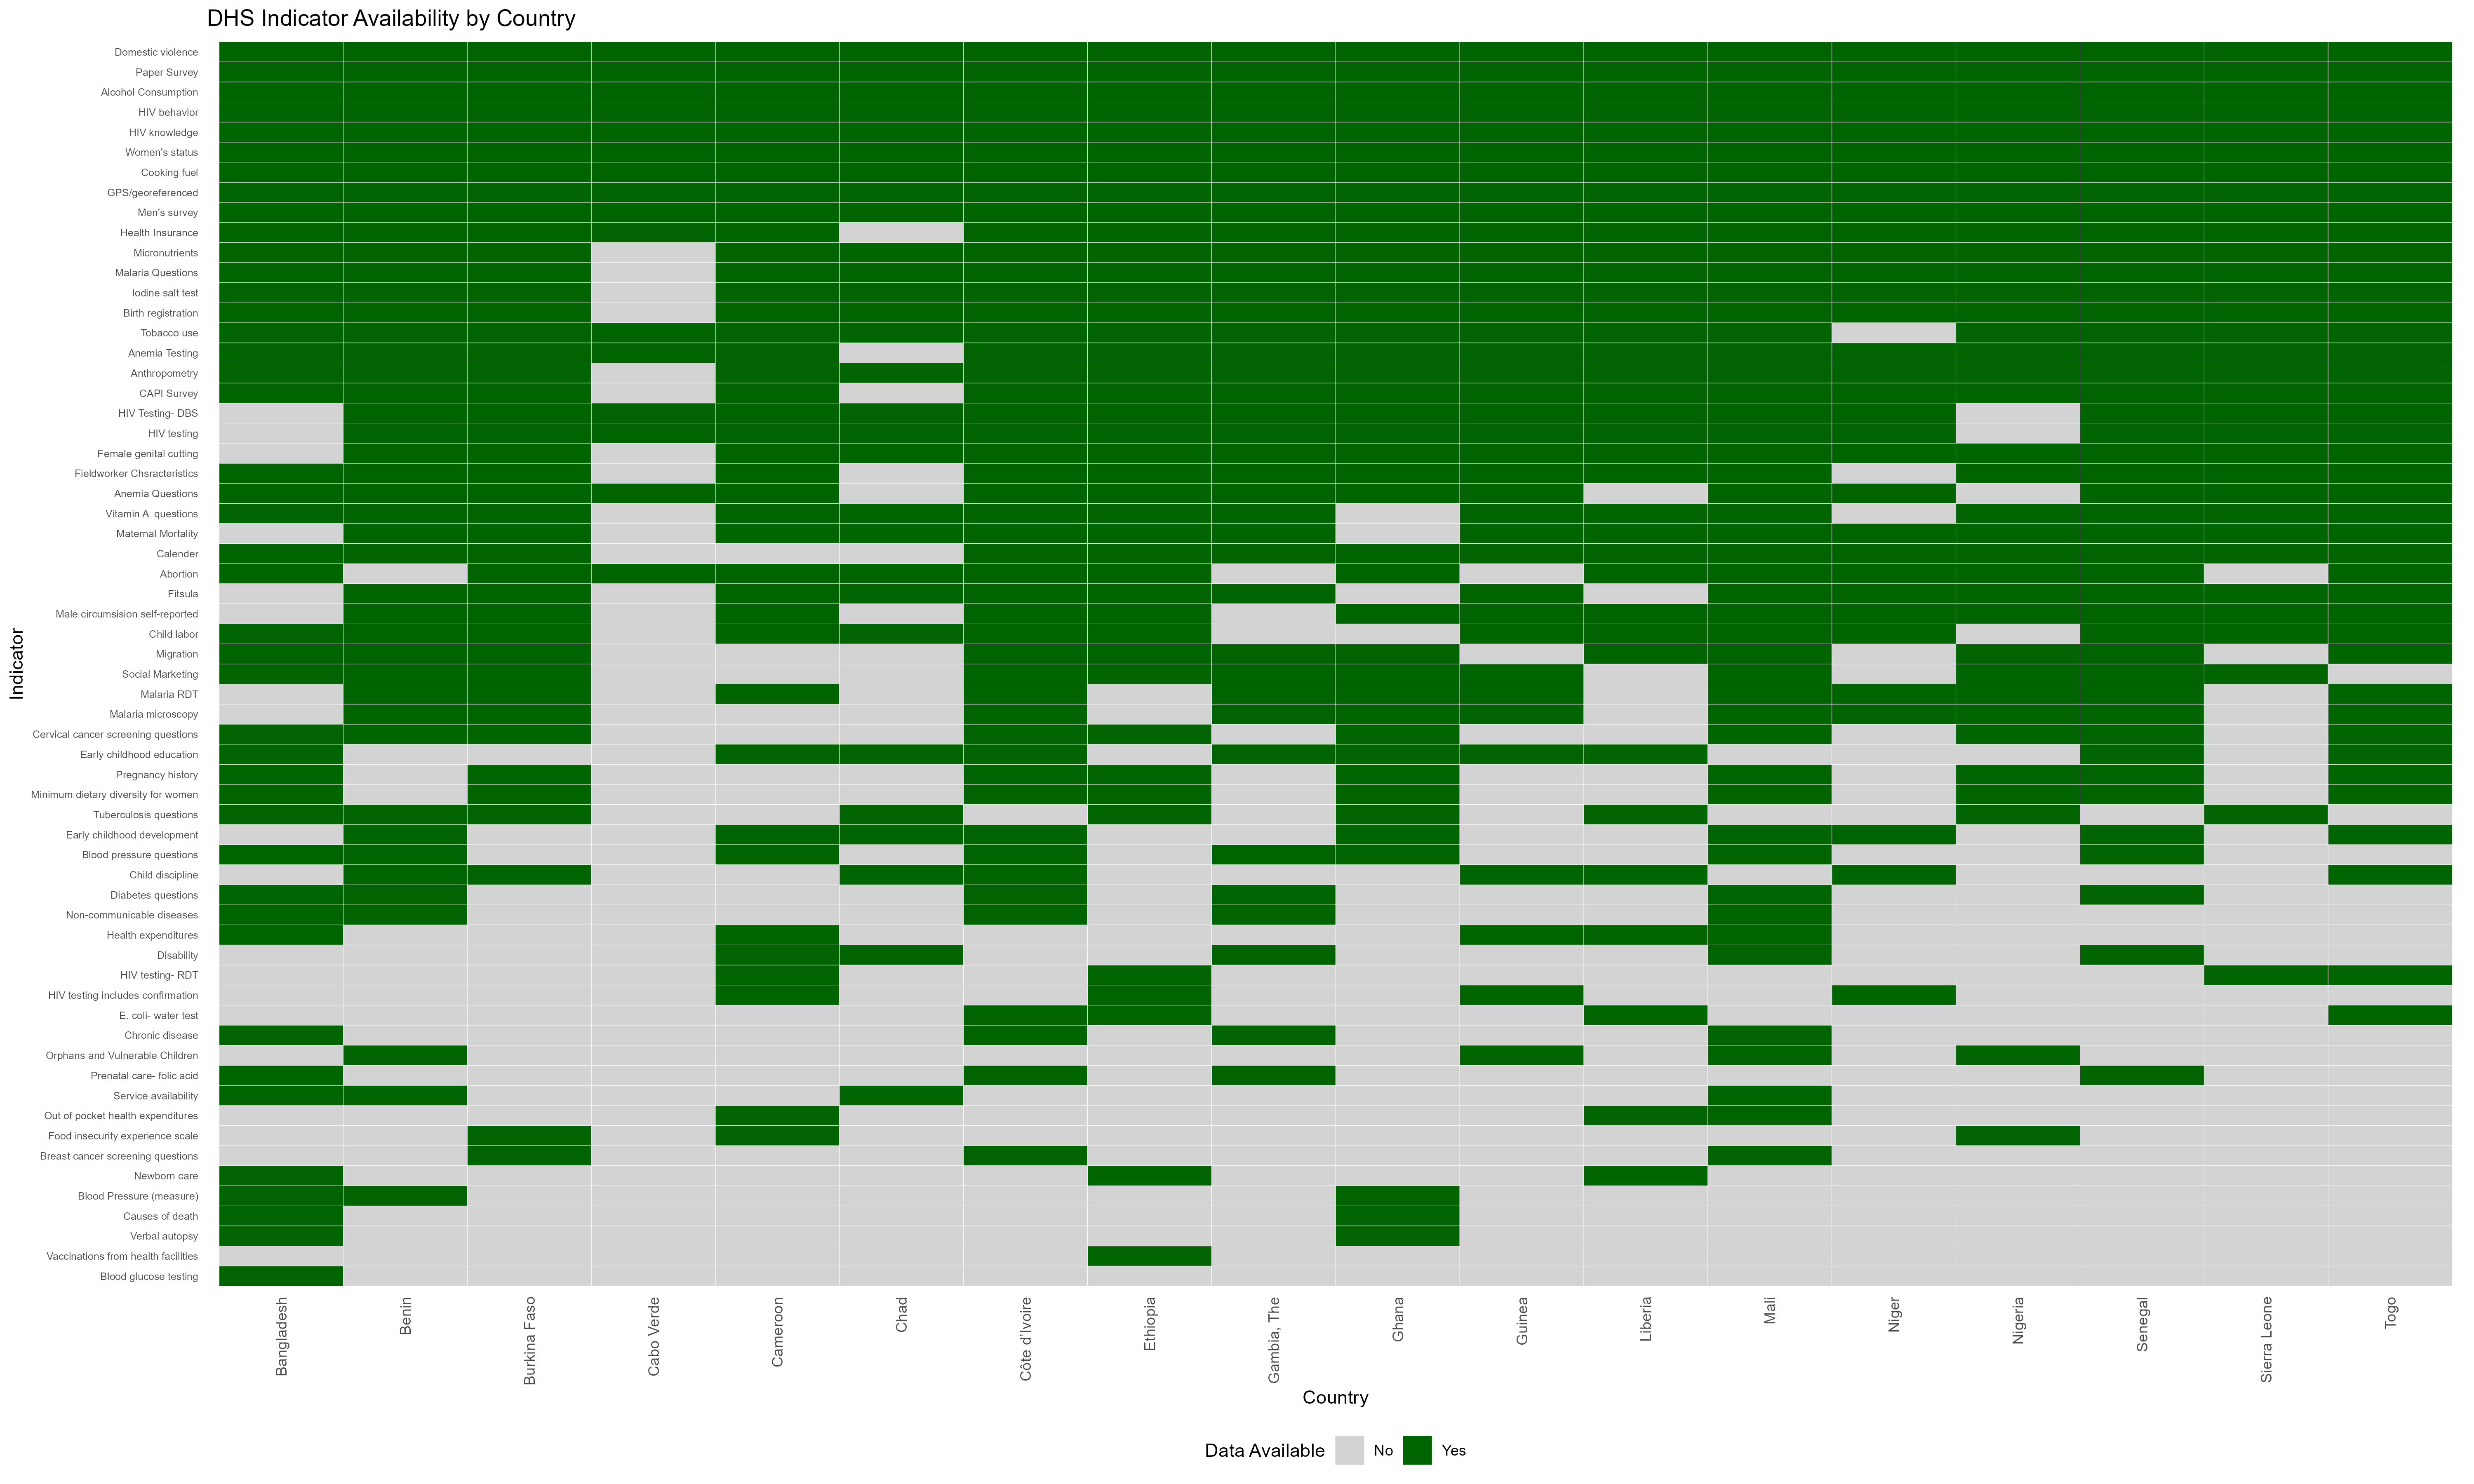 DHS Indicator Availability by Country
Domestic violence
Paper Survey
Alcohol Consumption
HIV behavior
HIV knowledge
Women's status
Cooking fuel
GPS/georeferenced
Men's survey
Health Insurance
Micronutrients
Malaria Questions
Iodine salt test
Birth registration
Tobacco use
Anemia Testing
Anthropometry
CAPI Survey
HIV Testing- DBS
HIV testing
Female genital cutting
Fieldworker Chsracteristics
Anemia Questions
Vitamin A  questions
Maternal Mortality
Calender
Abortion
Fitsula
Male circumsision self-reported
Child labor
Migration
Social Marketing
Malaria RDT
Malaria microscopy
Cervical cancer screening questions
Early childhood education
Pregnancy history
Minimum dietary diversity for women
Tuberculosis questions
Early childhood development
Blood pressure questions
Child discipline
Diabetes questions
Non-communicable diseases
Health expenditures
Disability
HIV testing- RDT
HIV testing includes confirmation
E. coli- water test
Chronic disease
Orphans and Vulnerable Children
Prenatal care- folic acid
Service availability
Out of pocket health expenditures
Food insecurity experience scale
Breast cancer screening questions
Newborn care
Blood Pressure (measure)
Causes of death
Verbal autopsy
Vaccinations from health facilities
Blood glucose testing
Indicator
Bangladesh
Benin
Burkina Faso
Cabo Verde
Cameroon
Chad
Côte d'Ivoire
Ethiopia
Gambia, The
Ghana
Guinea
Liberia
Mali
Niger
Nigeria
Senegal
Sierra Leone
Togo
Country
Data Available No Yes